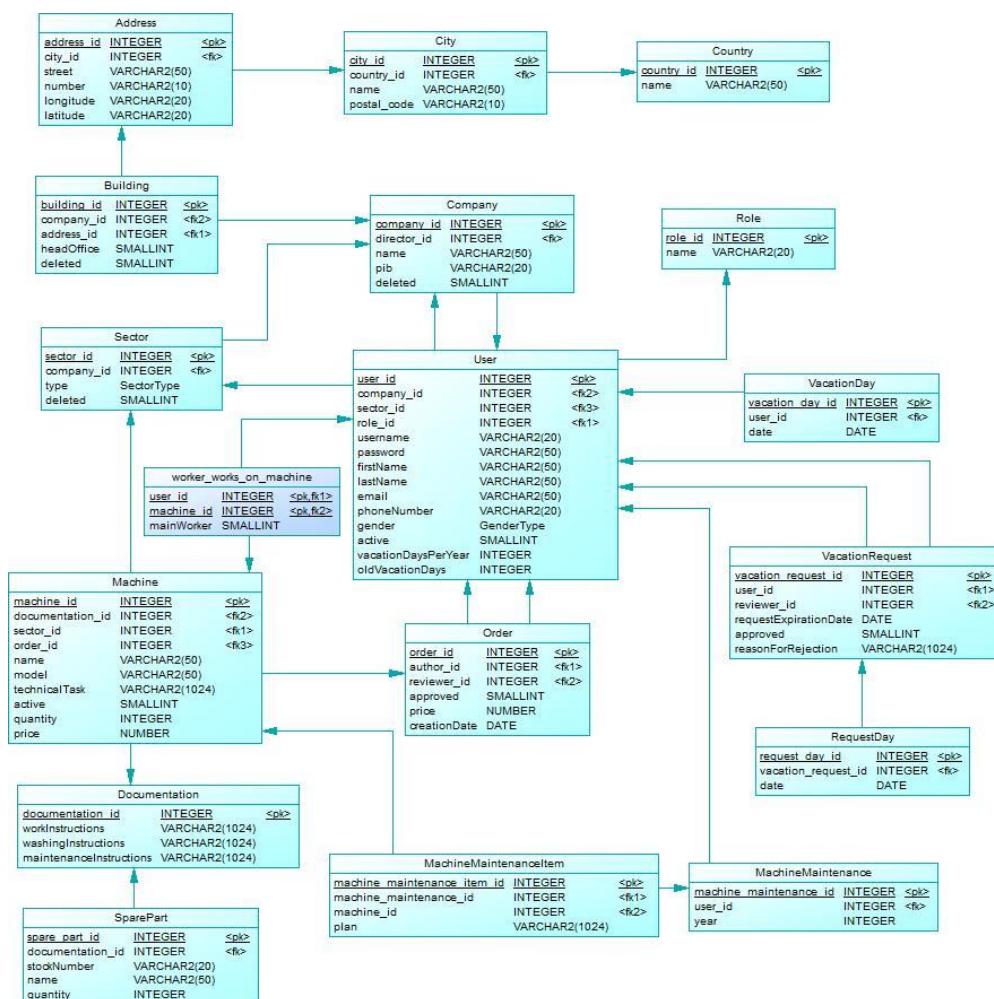 Address
address_id INTEGER <pk>
city_id INTEGER <fk>
street VARCHAR2(50)
number VARCHAR2(10)
longitude VARCHAR2(20)
latitude VARCHAR2(20)
City
city_id INTEGER <pk>
country_id INTEGER <fk>
name VARCHAR2(50)
postal_code VARCHAR2(10)
Country
country_id INTEGER <pk>
name VARCHAR2(50)
Building
building_id INTEGER <pk>
company_id INTEGER <fk2>
address_id INTEGER <fk1>
headOffice SMALLINT
deleted SMALLINT
Company
company_id INTEGER <pk>
director_id INTEGER <fk>
name VARCHAR2(50)
pib VARCHAR2(20)
deleted SMALLINT
Role
role_id INTEGER <pk>
name VARCHAR2(20)
Sector
sector_id INTEGER <pk>
company_id INTEGER <fk>
type SectorType
deleted SMALLINT
User
user_id INTEGER <pk>
company_id INTEGER <fk2>
sector_id INTEGER <fk3>
role_id INTEGER <fk1>
username VARCHAR2(20)
password VARCHAR2(50)
firstName VARCHAR2(50)
lastName VARCHAR2(50)
email VARCHAR2(50)
phoneNumber VARCHAR2(20)
gender GenderType
active SMALLINT
vacationDaysPerYear INTEGER
oldVacationDays INTEGER
VacationDay
vacation_day_id INTEGER <pk>
user_id INTEGER <fk>
date DATE
worker_works_on_machine
user_id INTEGER <pk,fk1>
machine_id INTEGER <pk,fk2>
mainWorker SMALLINT
VacationRequest
vacation_request_id INTEGER <pk>
user_id INTEGER <fk1>
reviewer_id INTEGER <fk2>
requestExpirationDate DATE
approved SMALLINT
reasonForRejection VARCHAR2(1024)
Machine
machine_id INTEGER <pk>
documentation_id INTEGER <fk2>
sector_id INTEGER <fk1>
order_id INTEGER <fk3>
name VARCHAR2(50)
model VARCHAR2(50)
technicalTask VARCHAR2(1024)
active SMALLINT
quantity INTEGER
price NUMBER
Order
order_id INTEGER <pk>
author_id INTEGER <fk1>
reviewer_id INTEGER <fk2>
approved SMALLINT
price NUMBER
creationDate DATE
RequestDay
request_day_id INTEGER <pk>
vacation_request_id INTEGER <fk>
date DATE
Documentation
documentation_id INTEGER <pk>
workInstructions VARCHAR2(1024)
washingInstructions VARCHAR2(1024)
maintenanceInstructions VARCHAR2(1024)
MachineMaintenanceItem
machine_maintenance_item_id INTEGER <pk>
machine_maintenance_id INTEGER <fk1>
machine_id INTEGER <fk2>
plan VARCHAR2(1024)
MachineMaintenance
machine_maintenance_id INTEGER <pk>
user_id INTEGER <fk>
year INTEGER
SparePart
spare_part_id INTEGER <pk>
documentation_id INTEGER <fk>
stockNumber VARCHAR2(20)
name VARCHAR2(50)
quantity INTEGER